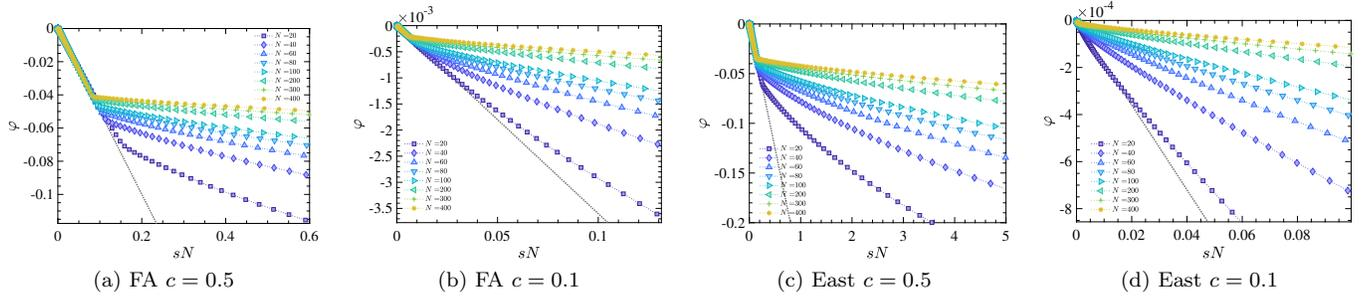 0
-0.02
-0.04
-0.06
-0.08
-0.1
φ
0
0.2
0.4
0.6
sN
N=20
N=40
N=60
N=80
N=100
N=200
N=300
N=400
(a) FA c = 0.5
×10⁻³
0
-0.5
-1
-1.5
-2
-2.5
-3
-3.5
φ
0
0.05
0.1
sN
N=20
N=40
N=60
N=80
N=100
N=200
N=300
N=400
(b) FA c = 0.1
0
-0.05
-0.1
-0.15
-0.2
φ
0
1
2
3
4
5
sN
N=20
N=40
N=60
N=80
N=100
N=200
N=300
N=400
(c) East c = 0.5
×10⁻⁴
0
-2
-4
-6
-8
φ
0
0.02
0.04
0.06
0.08
sN
N=20
N=40
N=60
N=80
N=100
N=200
N=300
N=400
(d) East c = 0.1